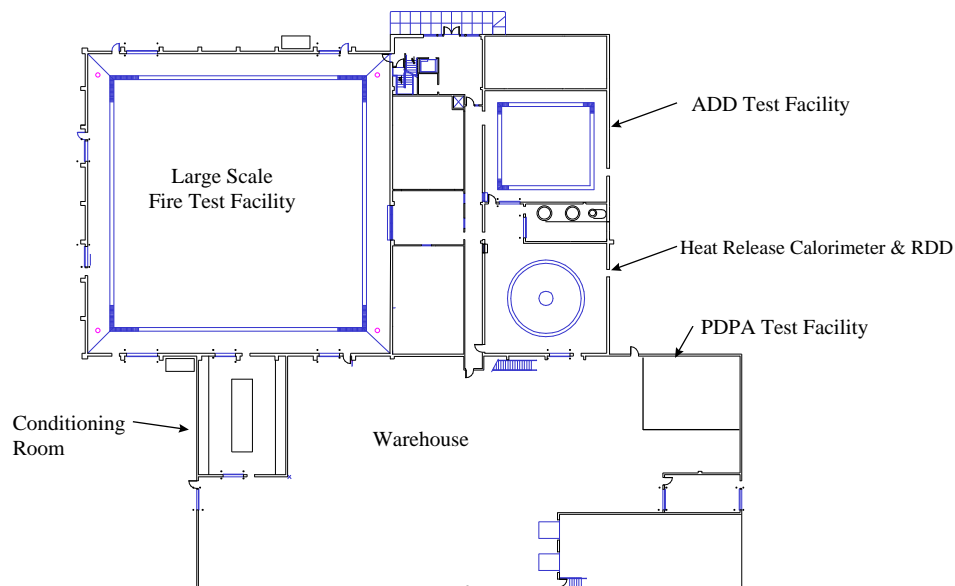 ADD Test Facility
Large Scale
Fire Test Facility
Heat Release Calorimeter & RDD
PDPA Test Facility
Conditioning
Room
Warehouse